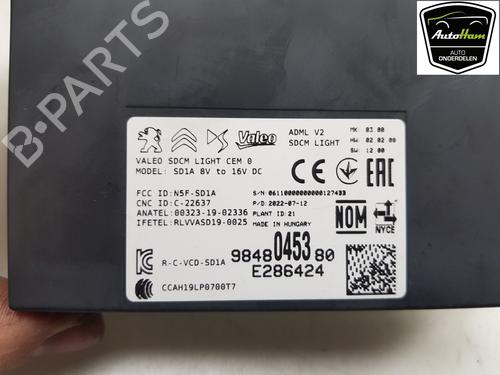 AutoHam
AUTO
ONDERDELEN
B-PARTS
Valeo
ADML V2
SDCM LIGHT
MK: 03 00
HW: 02.02 00
SW: 12 00
VALEO SDCM LIGHT CEM 0
MODEL: SD1A 8V to 16V DC
EAC
FCC ID: N5F-SD1A
CNC ID: C-22637
ANATEL: 00323-19-02336
IFETEL: RLVVASD19-0025
S/N: 06110000000000127433
P/D: 2022-07-12
PLANT ID: 21
MADE IN HUNGARY
NOM
NYCE
R-C-VCD-SD1A
9848045380
E286424
CCAH19LP0700T7